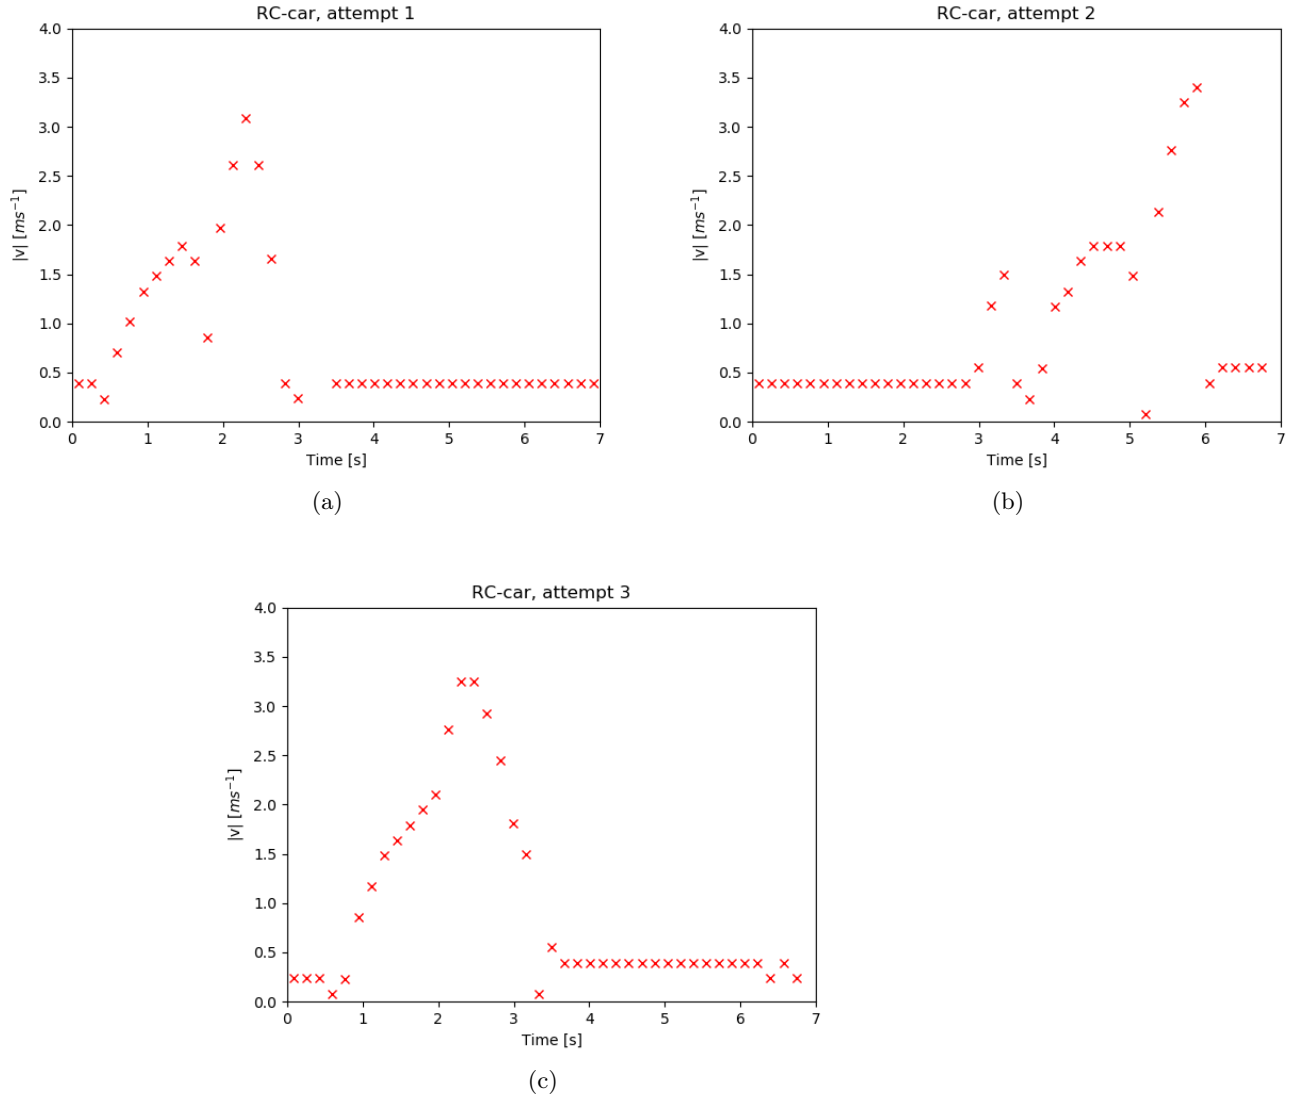 RC-car, attempt 1
4.0
3.5
3.0
2.5
2.0
1.5
1.0
0.5
0.0
|v| [ms⁻¹]
0 1 2 3 4 5 6 7
Time [s]
(a)
RC-car, attempt 2
4.0
3.5
3.0
2.5
2.0
1.5
1.0
0.5
0.0
|v| [ms⁻¹]
0 1 2 3 4 5 6 7
Time [s]
(b)
RC-car, attempt 3
4.0
3.5
3.0
2.5
2.0
1.5
1.0
0.5
0.0
|v| [ms⁻¹]
0 1 2 3 4 5 6 7
Time [s]
(c)